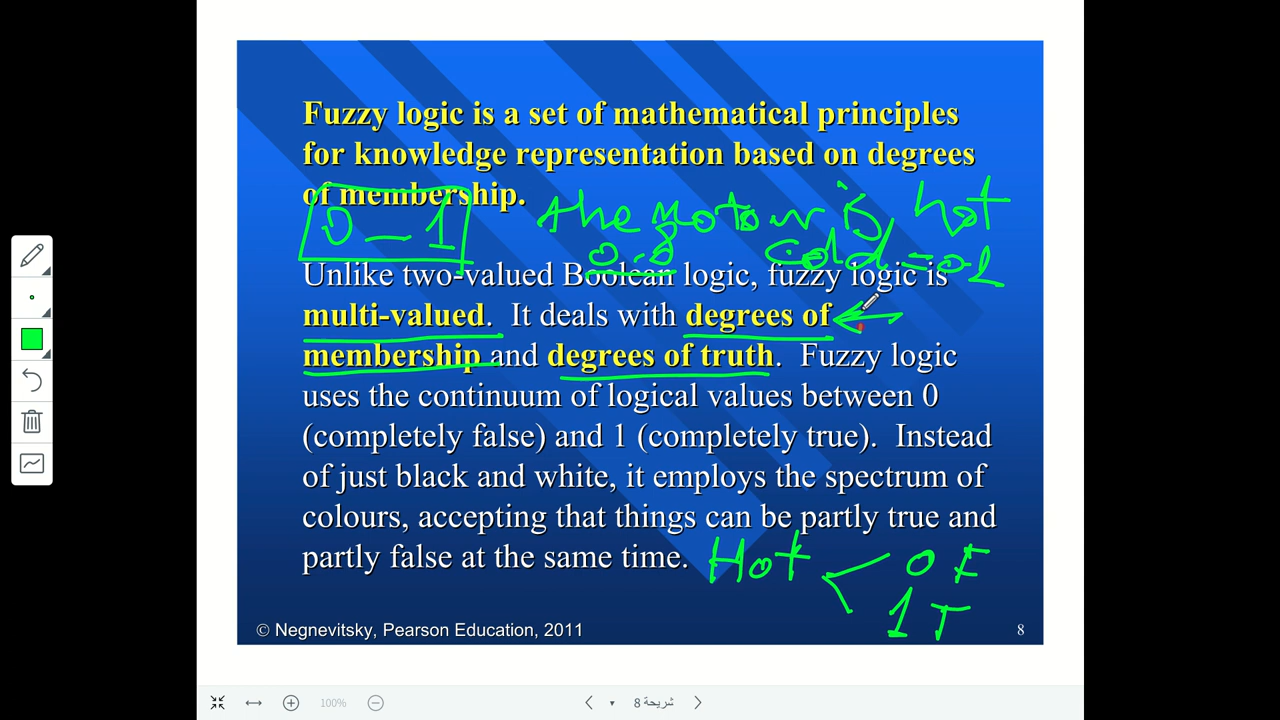 Fuzzy logic is a set of mathematical principles
for knowledge representation based on degrees
of membership.
0 — 1
the motor is hot
0.8 cold = 02
Unlike two-valued Boolean logic, fuzzy logic is
multi-valued. It deals with degrees of
membership and degrees of truth. Fuzzy logic
uses the continuum of logical values between 0
(completely false) and 1 (completely true). Instead
of just black and white, it employs the spectrum of
colours, accepting that things can be partly true and
partly false at the same time.
Hot < 0 F
1 T
© Negnevitsky, Pearson Education, 2011
8
100%
شريحة 8